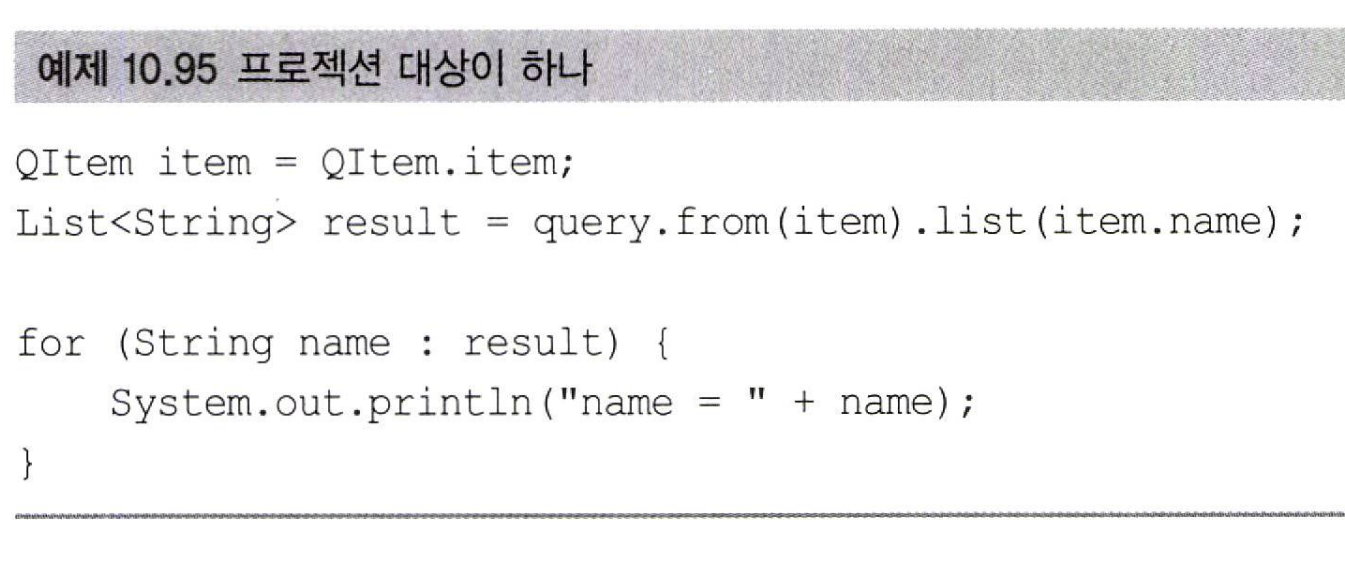 예제 10.95 프로젝션 대상이 하나
QItem item = QItem.item;
List<String> result = query.from(item).list(item.name);
for (String name : result) {
    System.out.println("name = " + name);
}